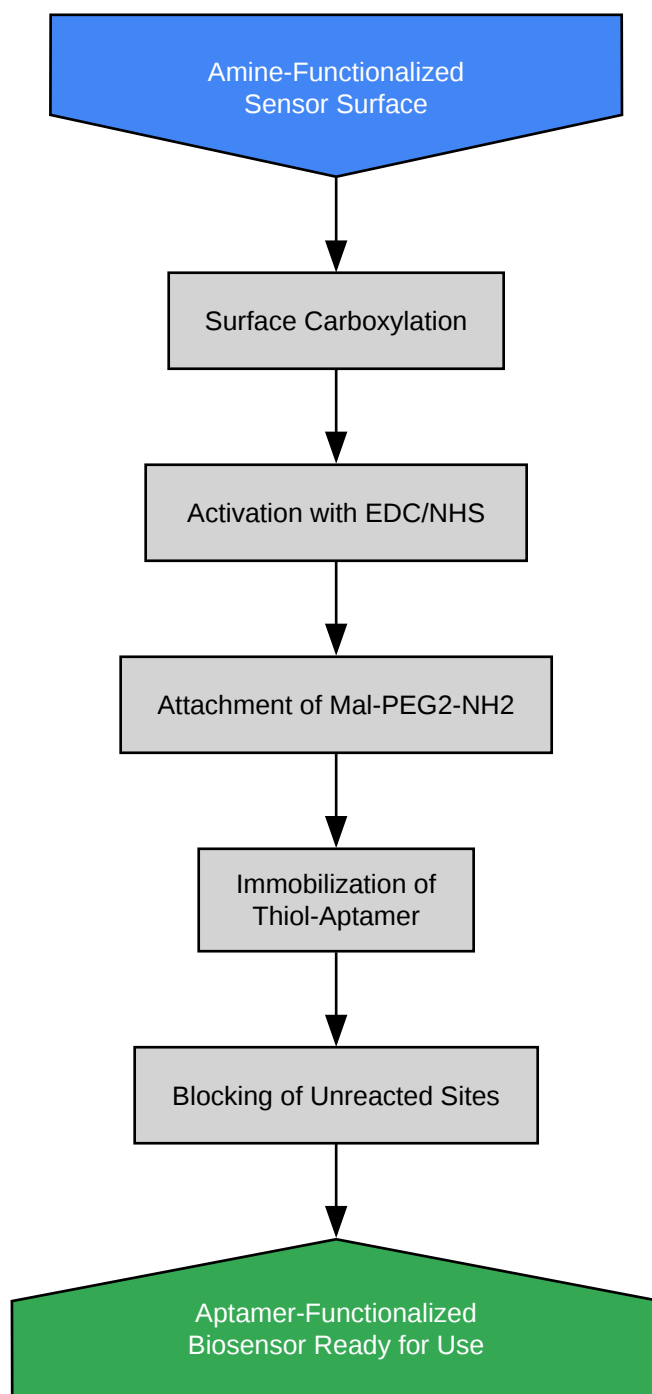 Amine-Functionalized
Sensor Surface
Surface Carboxylation
Activation with EDC/NHS
Attachment of Mal-PEG2-NH2
Immobilization of
Thiol-Aptamer
Blocking of Unreacted Sites
Aptamer-Functionalized
Biosensor Ready for Use